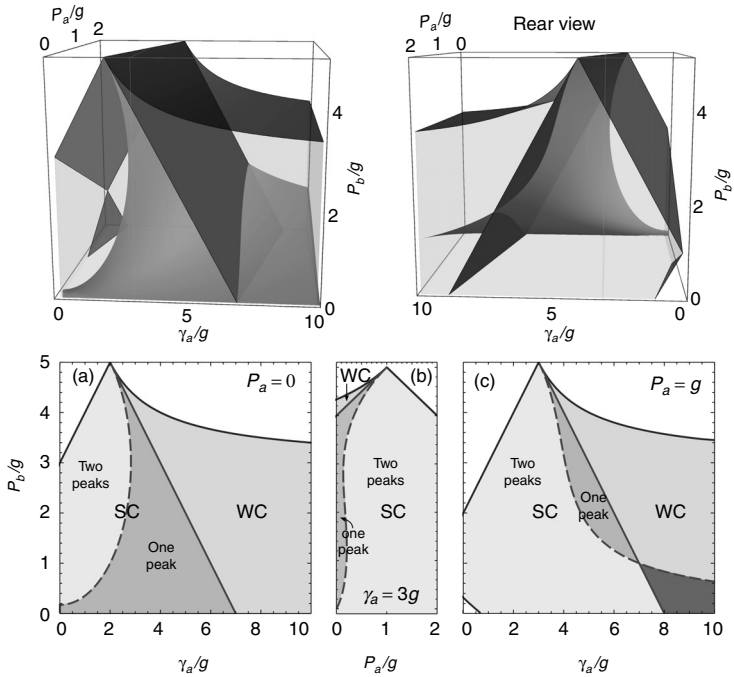 P_a/g
0 1 2
4
2
0
P_b/g
0 5 10
γ_a/g
Rear view
P_a/g
2 1 0
4
2
0
P_b/g
10 5 0
γ_a/g
(a) P_a = 0
5
4
3
2
1
0
P_b/g
Two
peaks
SC
WC
One
peak
0 2 4 6 8 10
γ_a/g
WC (b)
Two
peaks
SC
one
peak
γ_a = 3g
0 1 2
P_a/g
(c) P_a = g
Two
peaks
SC
One
peak
WC
0 2 4 6 8 10
γ_a/g